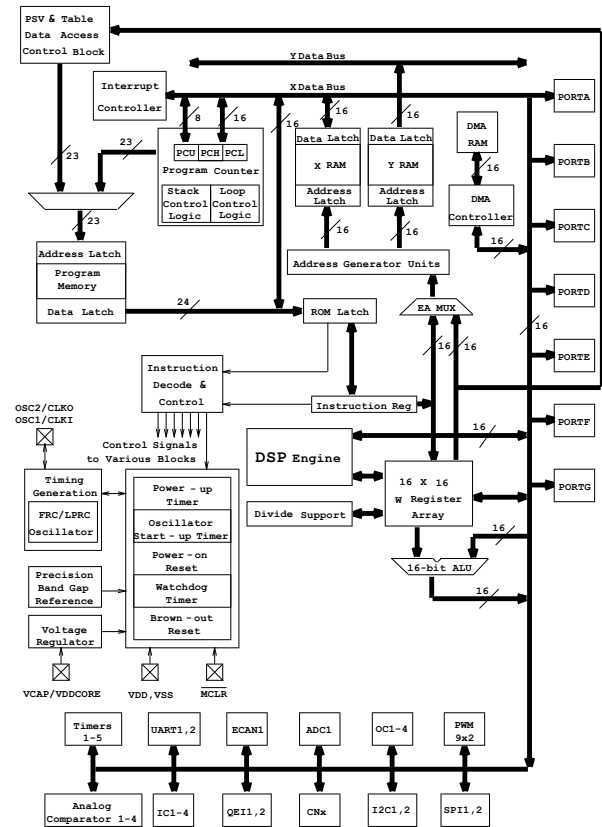 PSV & Table
Data Access
Control Block
Y Data Bus
X Data Bus
Interrupt
Controller
PORTA
16
8
16
16
16
16
23
23
PCU
PCH
PCL
Program Counter
Stack
Control
Logic
Loop
Control
Logic
Data Latch
X RAM
Address
Latch
Data Latch
Y RAM
Address
Latch
DMA
RAM
16
DMA
Controller
PORTB
PORTC
23
16
16
16
Address Latch
Program
Memory
Data Latch
Address Generator Units
PORTD
24
ROM Latch
EA MUX
16
16
16
PORTE
Instruction
Decode &
Control
Instruction Reg
OSC2/CLKO
OSC1/CLKI
Control Signals
to Various Blocks
DSP Engine
16
PORTF
Timing
Generation
FRC/LPRC
Oscillator
Power - up
Timer
Oscillator
Start - up Timer
Power - on
Reset
Watchdog
Timer
Brown - out
Reset
16 X 16
W Register
Array
PORTG
Divide Support
16
16-bit ALU
16
Precision
Band Gap
Reference
Voltage
Regulator
VCAP/VDDCORE
VDD, VSS
MCLR
Timers
1-5
UART1, 2
ECAN1
ADC1
OC1-4
PWM
9x2
Analog
Comparator 1-4
IC1-4
QEI1, 2
CNx
I2C1, 2
SPI1, 2